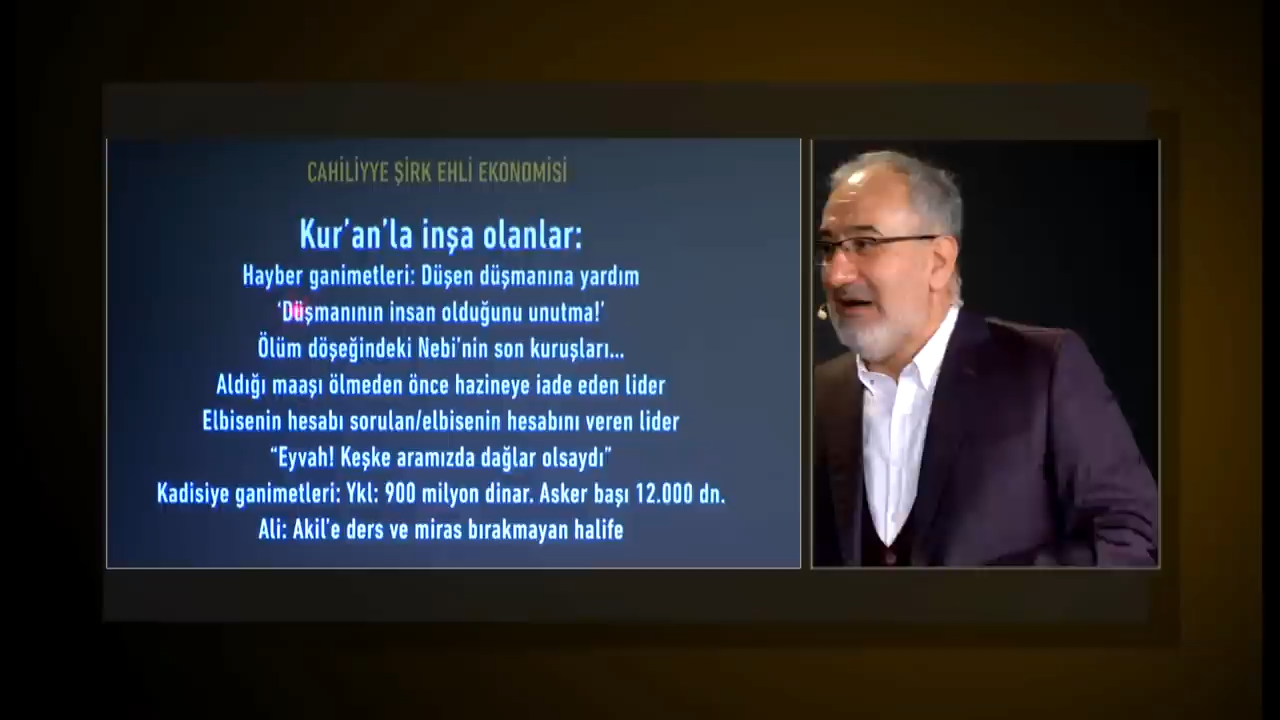 CAHİLİYYE ŞİRK EHLİ EKONOMİSİ
Kur'an'la inşa olanlar:
Hayber ganimetleri: Düşen düşmanına yardım
‘Düşmanının insan olduğunu unutma!’
Ölüm döşeğindeki Nebi'nin son kuruşları...
Aldığı maaşı ölmeden önce hazineye iade eden lider
Elbisenin hesabı sorulan/elbisenin hesabını veren lider
“Eyvah! Keşke aramızda dağlar olsaydı”
Kadisiye ganimetleri: Ykl: 900 milyon dinar. Asker başı 12.000 dn.
Ali: Akil'e ders ve miras bırakmayan halife